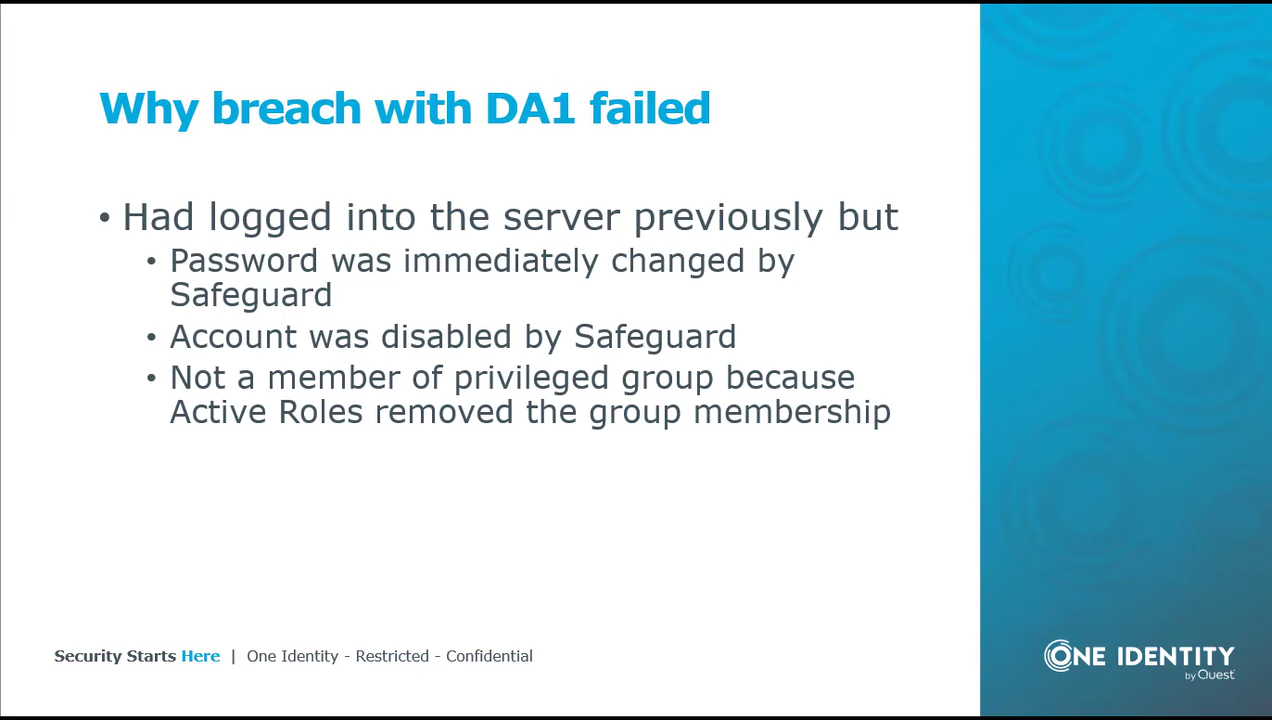 Why breach with DA1 failed
• Had logged into the server previously but
• Password was immediately changed by
Safeguard
• Account was disabled by Safeguard
• Not a member of privileged group because
Active Roles removed the group membership
Security Starts Here | One Identity - Restricted - Confidential
ONE IDENTITY
by Quest